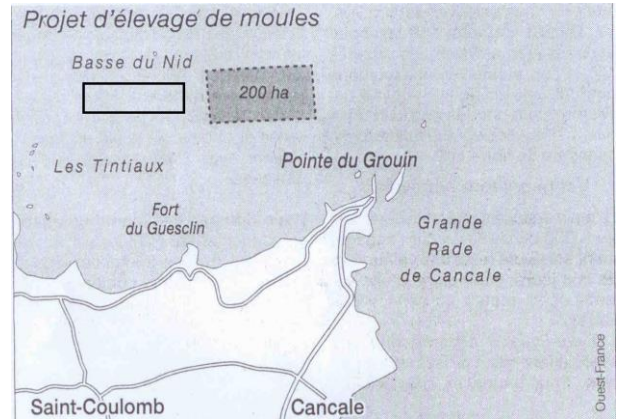 Projet d'élevage de moules
Basse du Nid
200 ha
Les Tintiaux
Pointe du Grouin
Fort
du Guesclin
Grande
Rade
de Cancale
Saint-Coulomb
Cancale
Ouest-France